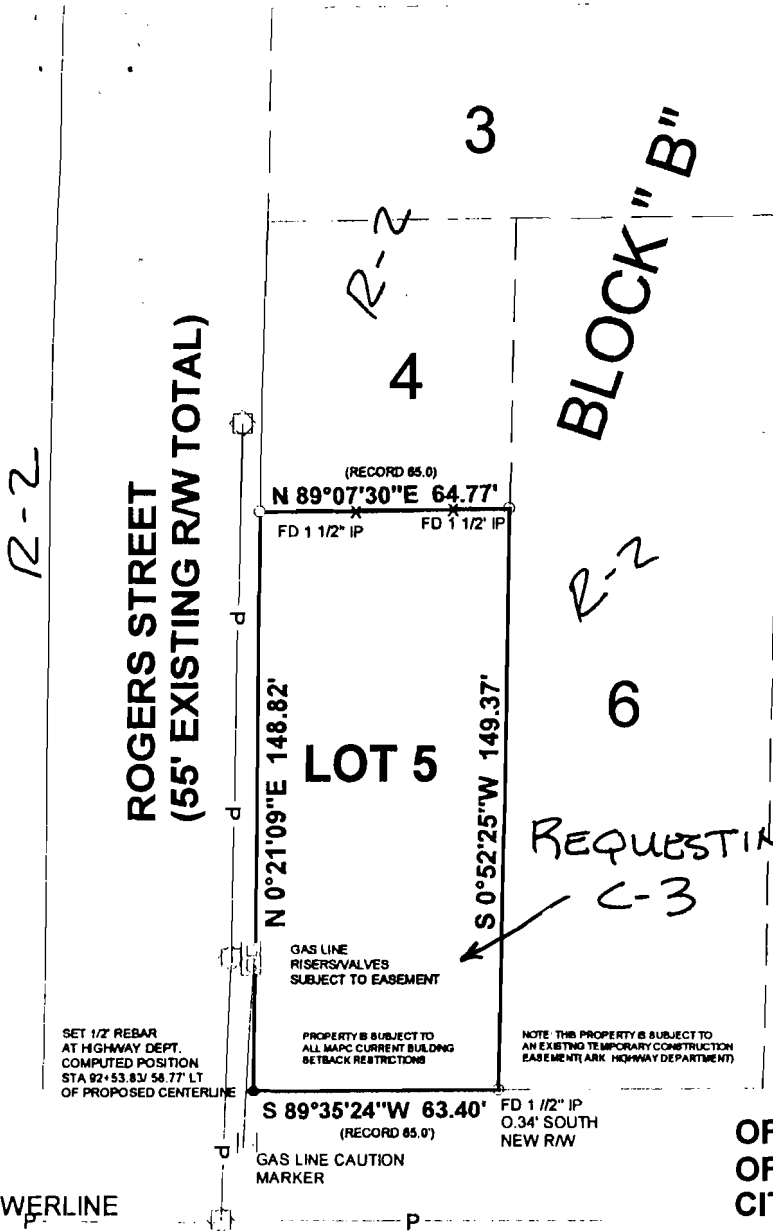 3
BLOCK "B"
R-2
4
R-2
ROGERS STREET
(55' EXISTING R/W TOTAL)
(RECORD 65.0)
N 89°07'30"E 64.77'
FD 1 1/2" IP
FD 1 1/2' IP
R-2
6
P
P
N 0°21'09"E 148.82'
LOT 5
S 0°52'25"W 149.37'
REQUESTIN
C-3
GAS LINE
RISERS/VALVES
SUBJECT TO EASEMENT
SET 1/2' REBAR
AT HIGHWAY DEPT.
COMPUTED POSITION
STA 92+53.83/ 56.77' LT
OF PROPOSED CENTERLINE
PROPERTY IS SUBJECT TO
ALL MAPC CURRENT BUILDING
SETBACK RESTRICTIONS
NOTE: THIS PROPERTY IS SUBJECT TO
AN EXISTING TEMPORARY CONSTRUCTION
EASEMENT(ARK HIGHWAY DEPARTMENT)
S 89°35'24"W 63.40'
(RECORD 65.0')
FD 1 1/2" IP
0.34' SOUTH
NEW R/W
P
GAS LINE CAUTION
MARKER
OF
OF
CIT
WERLINE
P
P